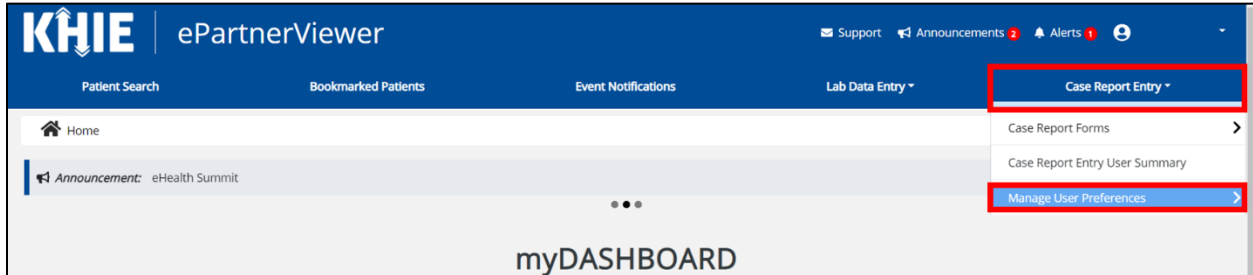 KHIE ePartnerViewer
Support Announcements 2 Alerts 1
Patient Search Bookmarked Patients Event Notifications Lab Data Entry Case Report Entry
Home
Case Report Forms
Case Report Entry User Summary
Announcement: eHealth Summit
Manage User Preferences
myDASHBOARD